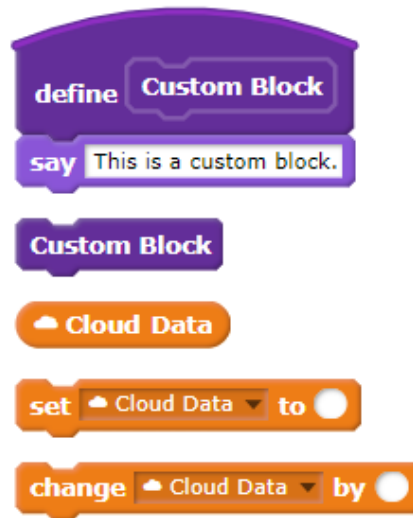 define Custom Block
say This is a custom block.
Custom Block
Cloud Data
set Cloud Data to
change Cloud Data by